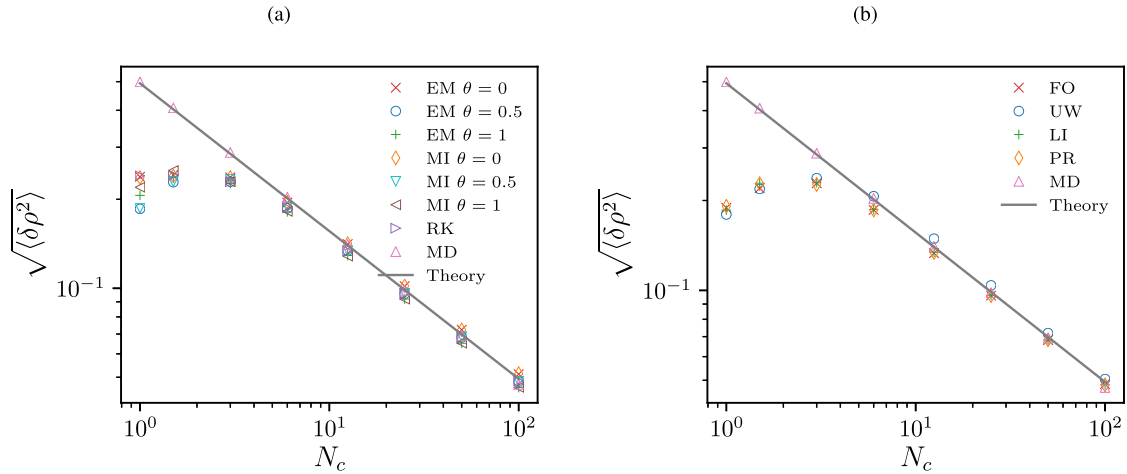 (a)
(b)
EM θ = 0
EM θ = 0.5
EM θ = 1
MI θ = 0
MI θ = 0.5
MI θ = 1
RK
MD
Theory
√⟨δρ²⟩
10⁻¹
10⁰
10¹
10²
N_c
FO
UW
LI
PR
MD
Theory
√⟨δρ²⟩
10⁻¹
10⁰
10¹
10²
N_c